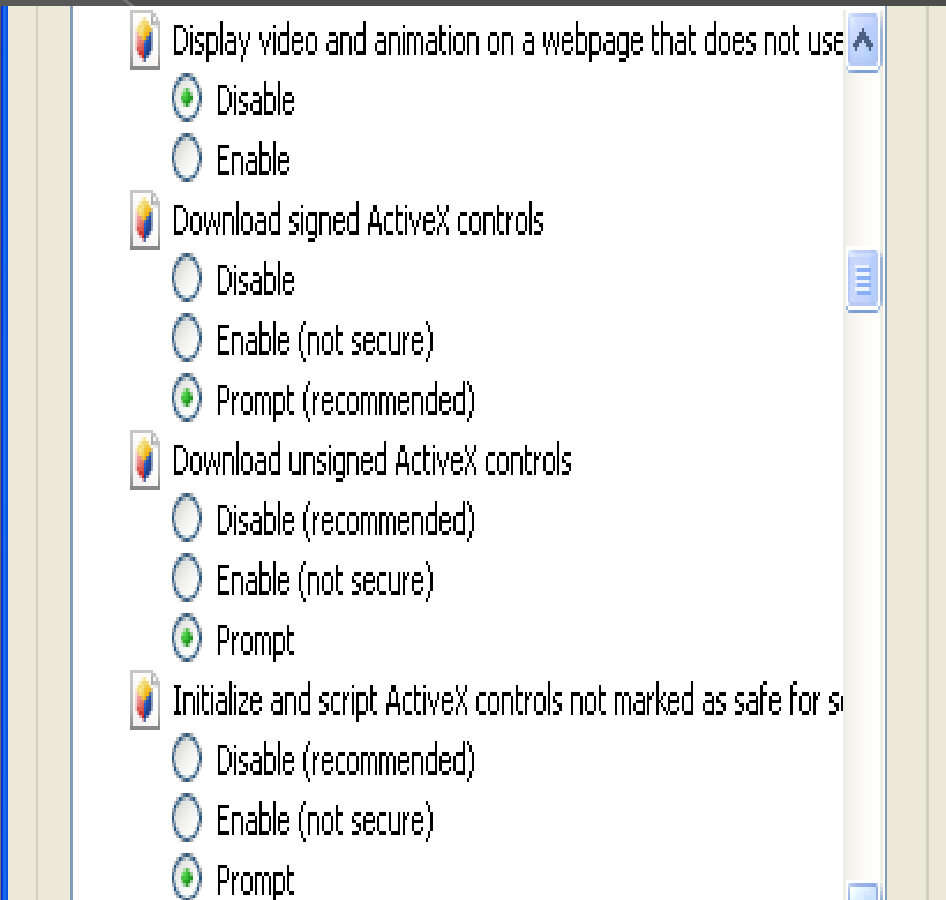 Display video and animation on a webpage that does not use
Disable
Enable
Download signed ActiveX controls
Disable
Enable (not secure)
Prompt (recommended)
Download unsigned ActiveX controls
Disable (recommended)
Enable (not secure)
Prompt
Initialize and script ActiveX controls not marked as safe for s
Disable (recommended)
Enable (not secure)
Prompt